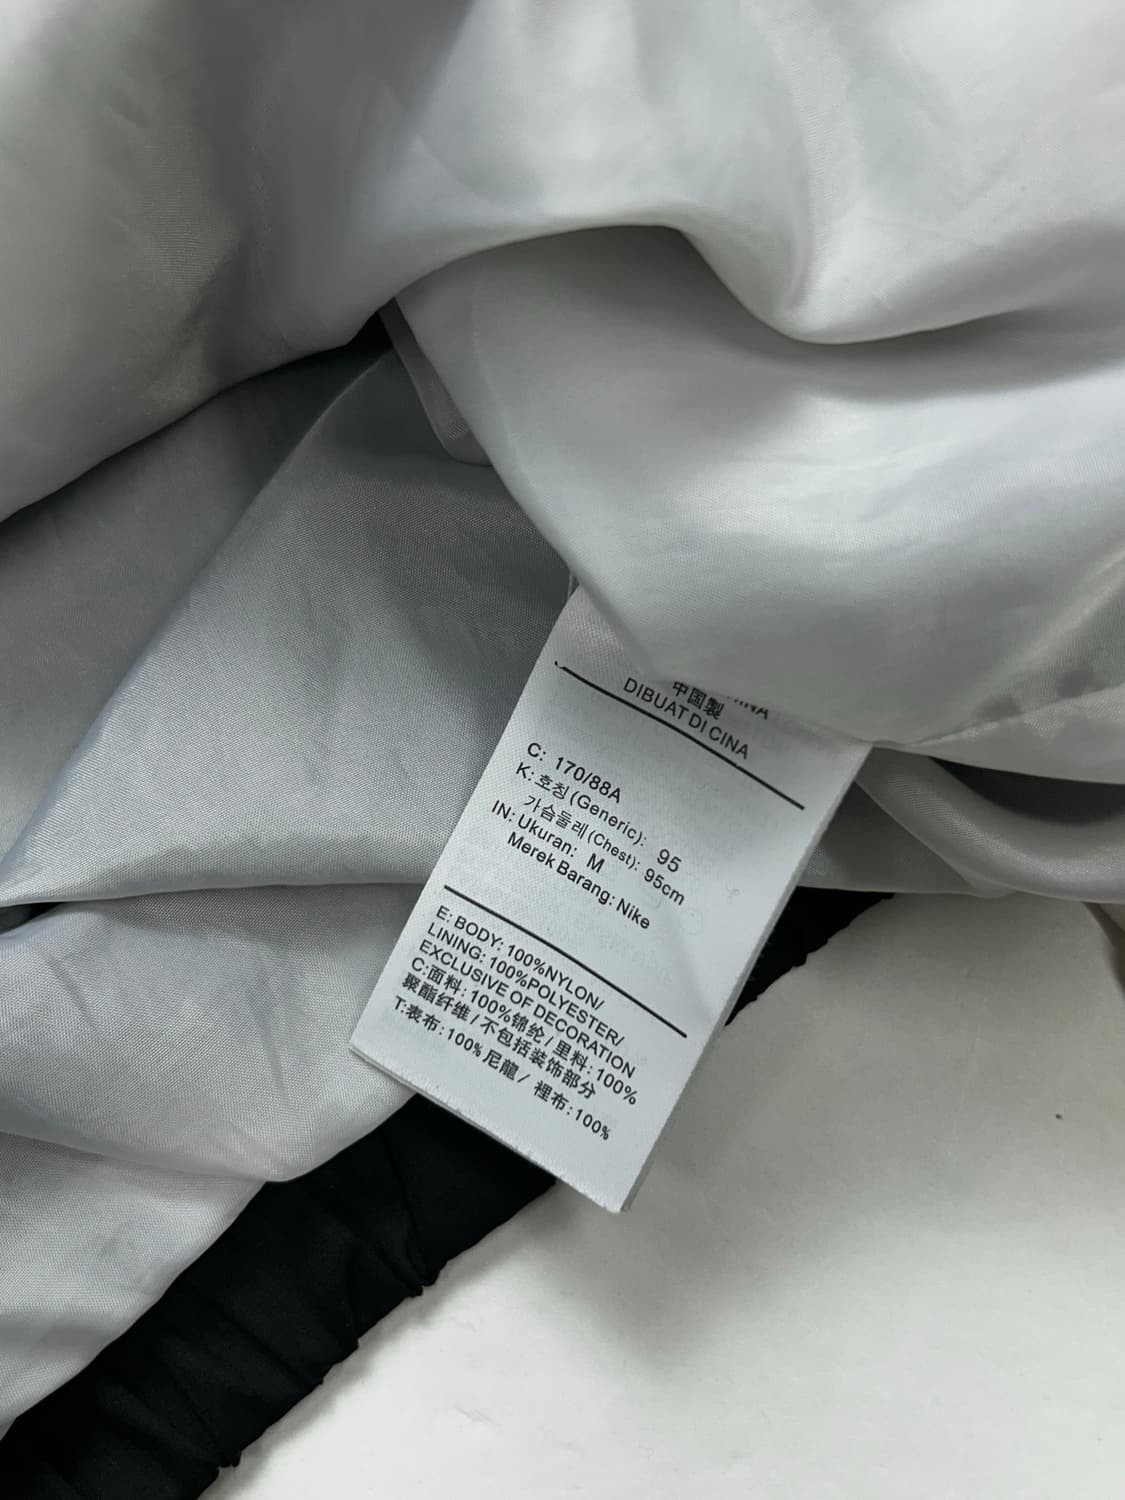 中国製
DIBUAT DI CINA
C: 170/88A
K: 호칭(Generic): 95
가슴둘레(Chest): 95cm
IN: Ukuran: M
Merek Barang: Nike
E: BODY: 100%NYLON/
LINING: 100%POLYESTER/
EXCLUSIVE OF DECORATION
C:面料: 100%锦纶/里料: 100%
聚酯纤维/不包括装饰部分
T:表布: 100%尼龍/ 裡布:100%